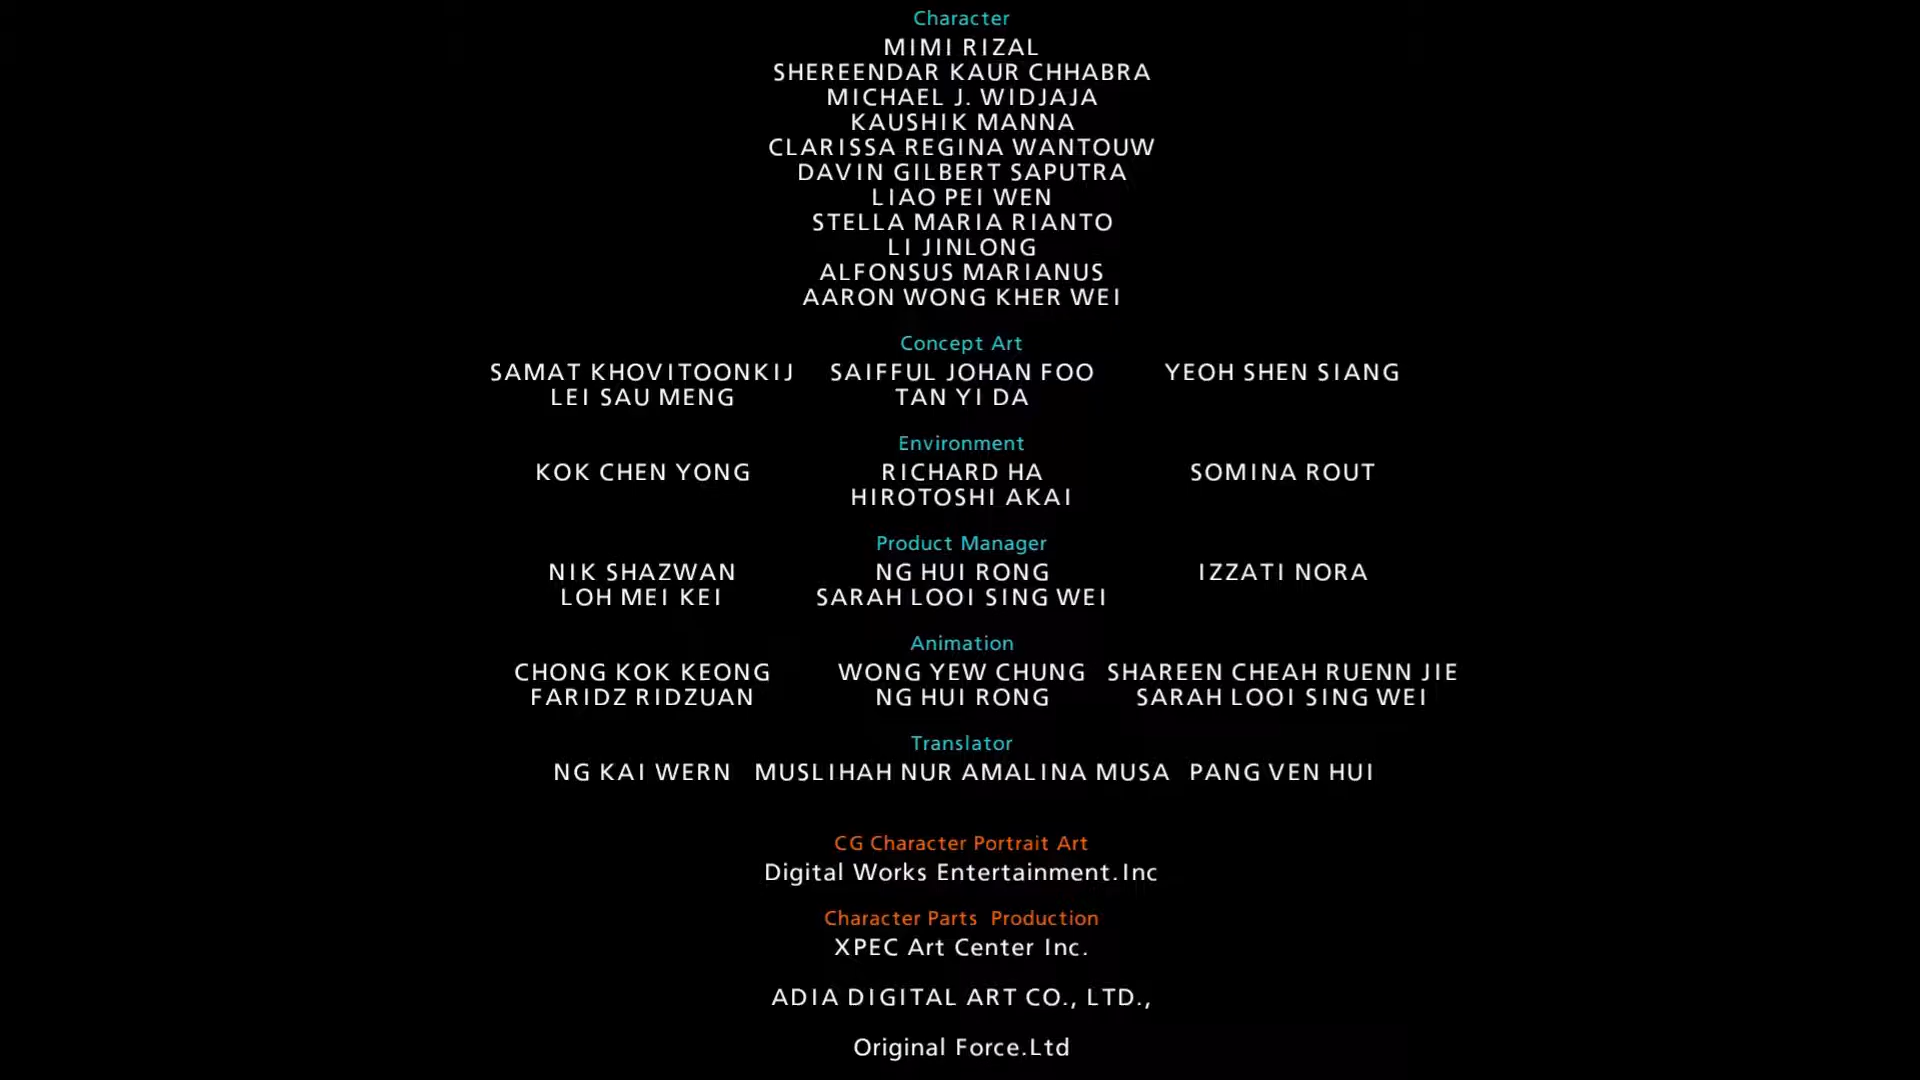 Character
MIMI RIZAL
SHEREENDAR KAUR CHHABRA
MICHAEL J. WIDJAJA
KAUSHIK MANNA
CLARISSA REGINA WANTOUW
DAVIN GILBERT SAPUTRA
LIAO PEI WEN
STELLA MARIA RIANTO
LI JINLONG
ALFONSUS MARIANUS
AARON WONG KHER WEI
Concept Art
SAMAT KHOVITOONKIJ SAIFFUL JOHAN FOO YEOH SHEN SIANG
LEI SAU MENG TAN YI DA
Environment
KOK CHEN YONG RICHARD HA SOMINA ROUT
HIROTOSHI AKAI
Product Manager
NIK SHAZWAN NG HUI RONG IZZATI NORA
LOH MEI KEI SARAH LOOI SING WEI
Animation
CHONG KOK KEONG WONG YEW CHUNG SHAREEN CHEAH RUENN JIE
FARIDZ RIDZUAN NG HUI RONG SARAH LOOI SING WEI
Translator
NG KAI WERN MUSLIHAH NUR AMALINA MUSA PANG VEN HUI
CG Character Portrait Art
Digital Works Entertainment.Inc
Character Parts Production
XPEC Art Center Inc.
ADIA DIGITAL ART CO., LTD.,
Original Force.Ltd